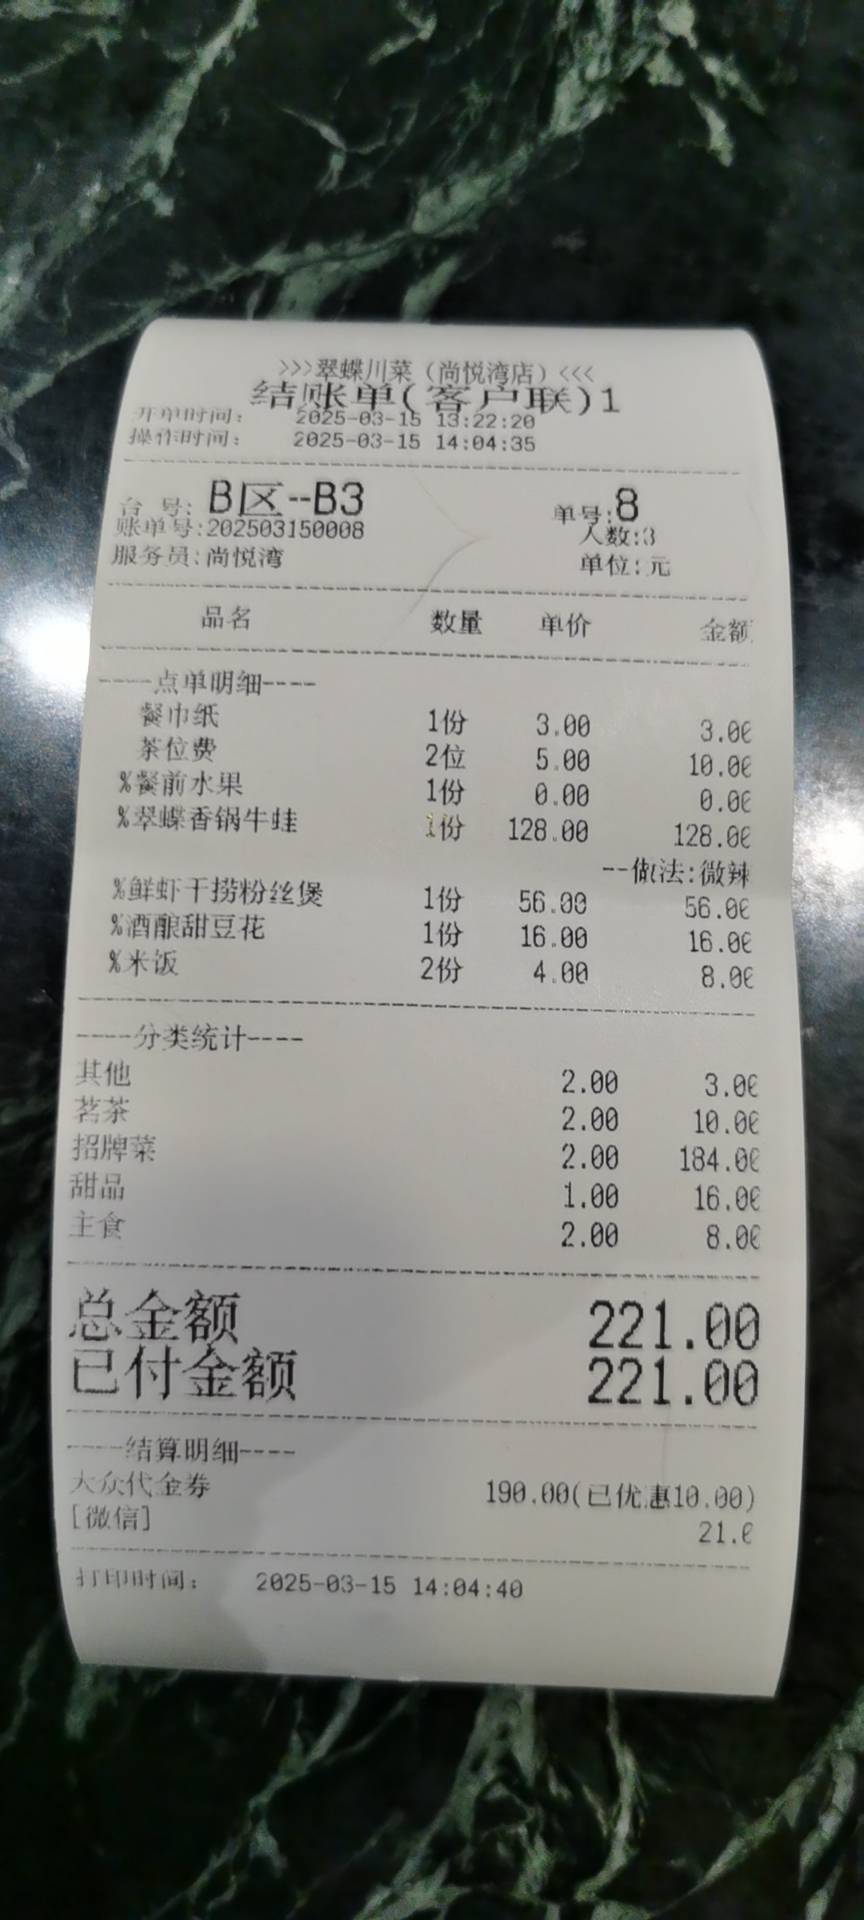 >>>翠蝶川菜（尚悦湾店）<<<
结账单(客户联)1
开单时间: 2025-03-15 13:22:20
操作时间: 2025-03-15 14:04:35
台 号: B区--B3 单号:8
账单号:202503150008 人数:3
服务员:尚悦湾 单位:元
品名 数量 单价 金额
----点单明细----
餐巾纸 1份 3.00 3.00
茶位费 2位 5.00 10.00
%餐前水果 1份 0.00 0.00
%翠蝶香锅牛蛙 1份 128.00 128.00
--做法:微辣
%鲜虾干捞粉丝煲 1份 56.00 56.00
%酒酿甜豆花 1份 16.00 16.00
%米饭 2份 4.00 8.00
----分类统计----
其他 2.00 3.00
茗茶 2.00 10.00
招牌菜 2.00 184.00
甜品 1.00 16.00
主食 2.00 8.00
总金额 221.00
已付金额 221.00
----结算明细----
大众代金券 190.00(已优惠10.00)
[微信] 21.0
打印时间: 2025-03-15 14:04:40